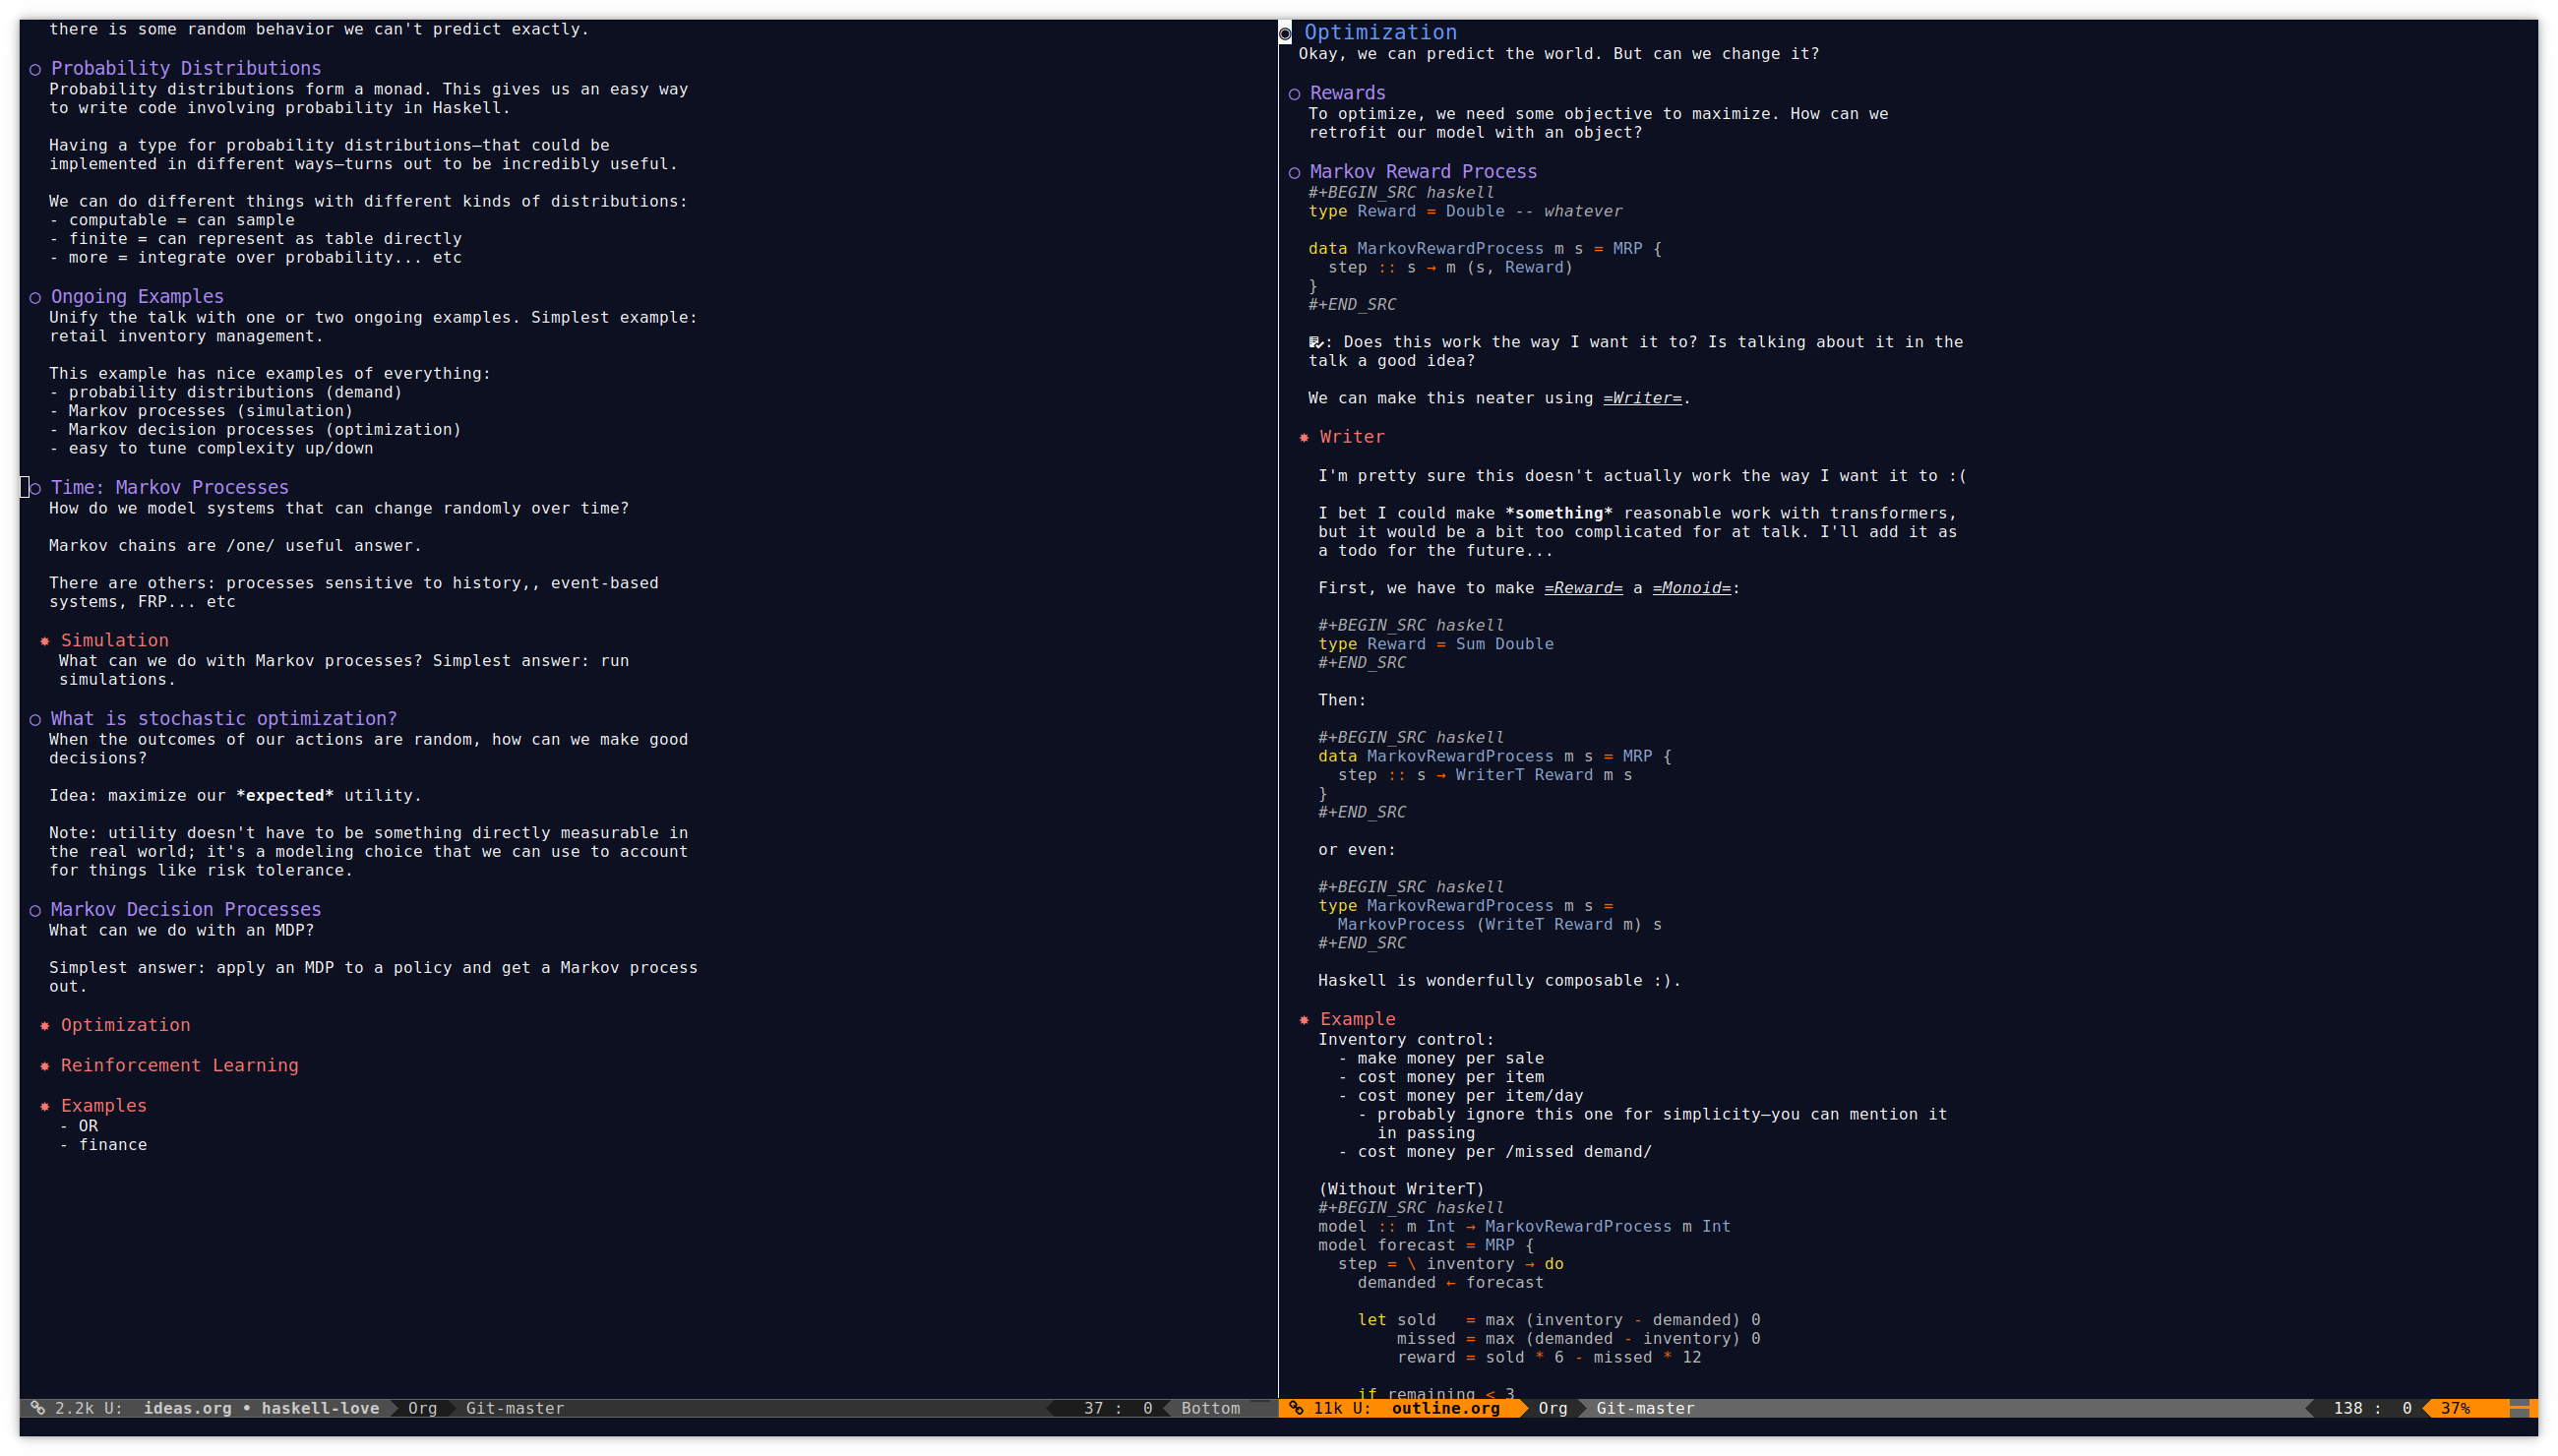 there is some random behavior we can't predict exactly.
○ Probability Distributions
Probability distributions form a monad. This gives us an easy way
to write code involving probability in Haskell.
Having a type for probability distributions—that could be
implemented in different ways—turns out to be incredibly useful.
We can do different things with different kinds of distributions:
- computable = can sample
- finite = can represent as table directly
- more = integrate over probability... etc
○ Ongoing Examples
Unify the talk with one or two ongoing examples. Simplest example:
retail inventory management.
This example has nice examples of everything:
- probability distributions (demand)
- Markov processes (simulation)
- Markov decision processes (optimization)
- easy to tune complexity up/down
○ Time: Markov Processes
How do we model systems that can change randomly over time?
Markov chains are /one/ useful answer.
There are others: processes sensitive to history,, event-based
systems, FRP... etc
✸ Simulation
What can we do with Markov processes? Simplest answer: run
simulations.
○ What is stochastic optimization?
When the outcomes of our actions are random, how can we make good
decisions?
Idea: maximize our *expected* utility.
Note: utility doesn't have to be something directly measurable in
the real world; it's a modeling choice that we can use to account
for things like risk tolerance.
○ Markov Decision Processes
What can we do with an MDP?
Simplest answer: apply an MDP to a policy and get a Markov process
out.
✸ Optimization
✸ Reinforcement Learning
✸ Examples
- OR
- finance
2.2k U: ideas.org • haskell-love Org Git-master 37 : 0 Bottom
◉ Optimization
Okay, we can predict the world. But can we change it?
○ Rewards
To optimize, we need some objective to maximize. How can we
retrofit our model with an object?
○ Markov Reward Process
#+BEGIN_SRC haskell
type Reward = Double -- whatever
data MarkovRewardProcess m s = MRP {
step :: s → m (s, Reward)
}
#+END_SRC
: Does this work the way I want it to? Is talking about it in the
talk a good idea?
We can make this neater using =Writer=.
✸ Writer
I'm pretty sure this doesn't actually work the way I want it to :(
I bet I could make *something* reasonable work with transformers,
but it would be a bit too complicated for at talk. I'll add it as
a todo for the future...
First, we have to make =Reward= a =Monoid=:
#+BEGIN_SRC haskell
type Reward = Sum Double
#+END_SRC
Then:
#+BEGIN_SRC haskell
data MarkovRewardProcess m s = MRP {
step :: s → WriterT Reward m s
}
#+END_SRC
or even:
#+BEGIN_SRC haskell
type MarkovRewardProcess m s =
MarkovProcess (WriteT Reward m) s
#+END_SRC
Haskell is wonderfully composable :).
✸ Example
Inventory control:
- make money per sale
- cost money per item
- cost money per item/day
- probably ignore this one for simplicity—you can mention it
in passing
- cost money per /missed demand/
(Without WriterT)
#+BEGIN_SRC haskell
model :: m Int → MarkovRewardProcess m Int
model forecast = MRP {
step = \ inventory → do
demanded ← forecast
let sold = max (inventory - demanded) 0
missed = max (demanded - inventory) 0
reward = sold * 6 - missed * 12
if remaining < 3
11k U: outline.org Org Git-master 138 : 0 37%